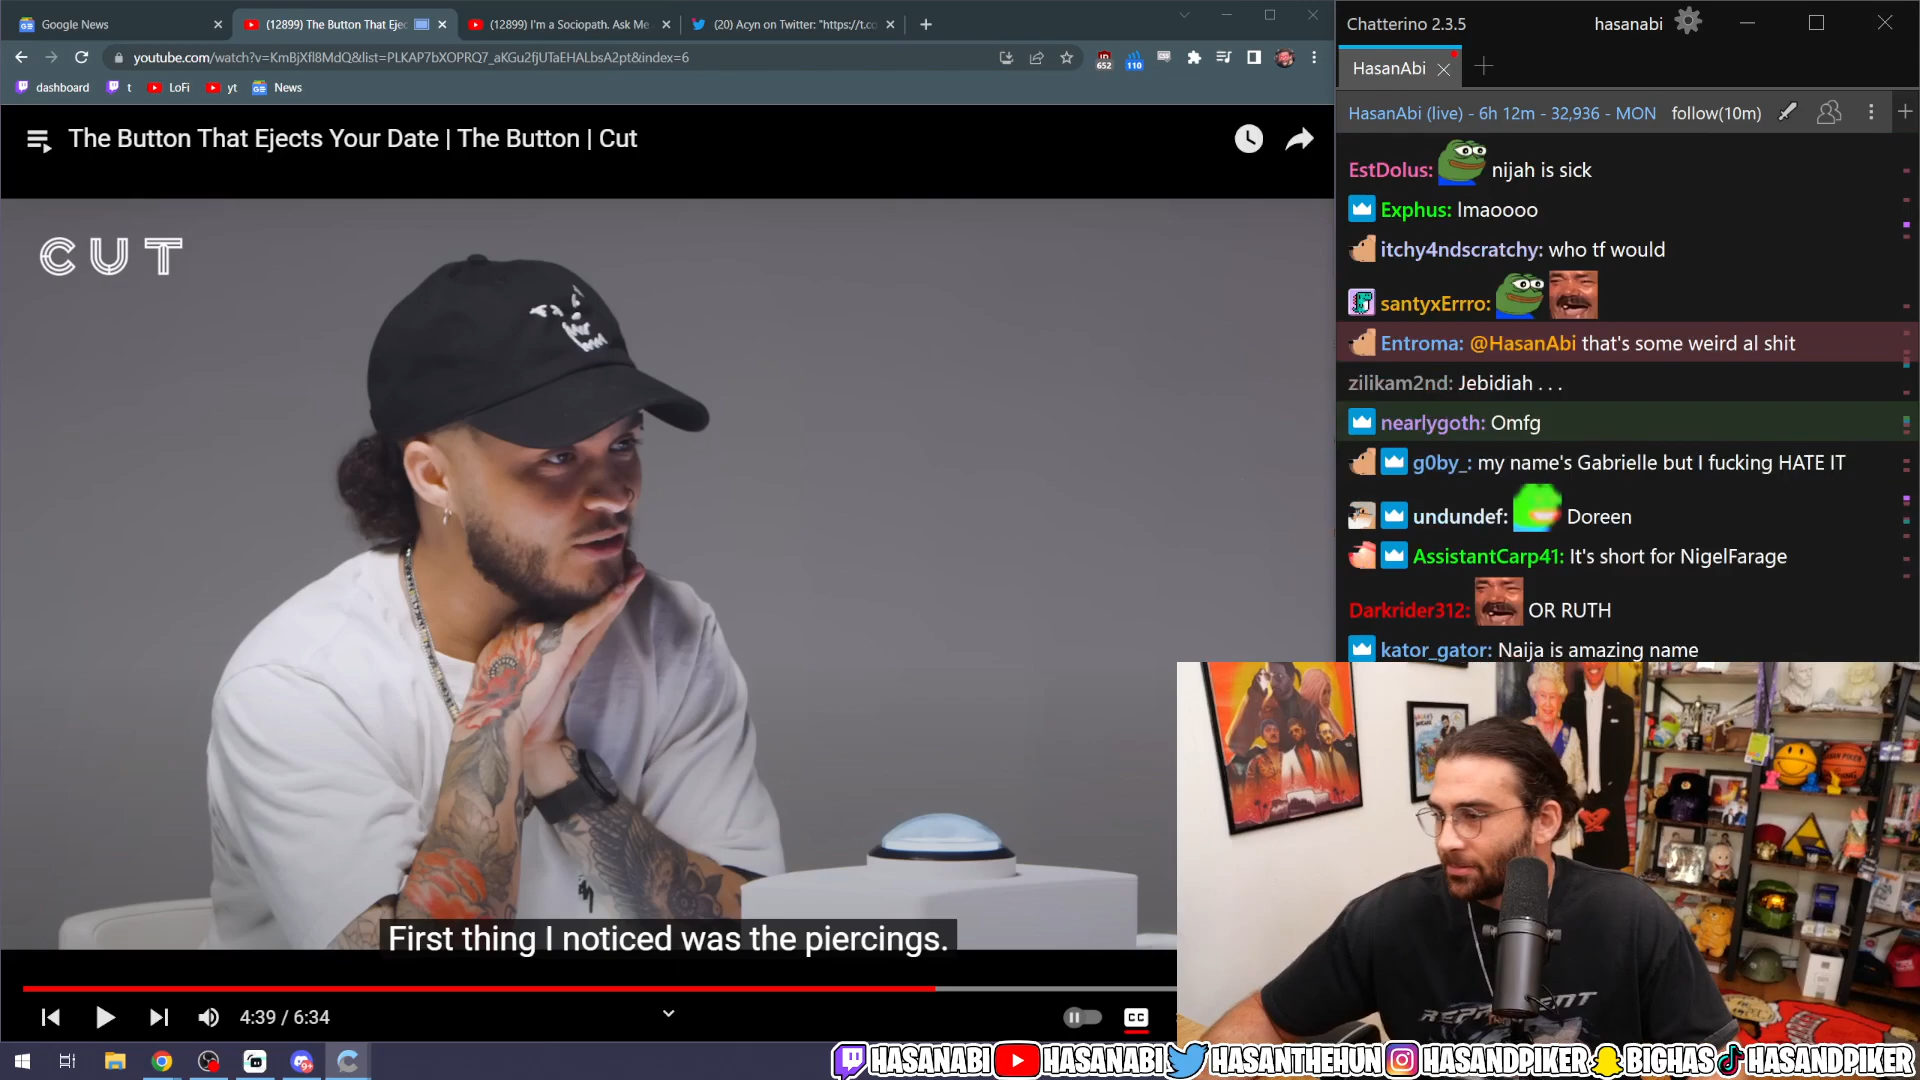 Google News
(12899) The Button That Ejec
(12899) I'm a Sociopath. Ask Me
(20) Acyn on Twitter: "https://t.co
youtube.com/watch?v=KmBjXfl8MdQ&list=PLKAP7bXOPRQ7_aKGu2fjUTaEHALbsA2pt&index=6
652
110
dashboard
t
LoFi
yt
News
The Button That Ejects Your Date | The Button | Cut
CUT
First thing I noticed was the piercings.
4:39 / 6:34
CC
Chatterino 2.3.5
hasanabi
HasanAbi
HasanAbi (live) - 6h 12m - 32,936 - MON
follow(10m)
EstDolus: nijah is sick
Exphus: lmaoooo
itchy4ndscratchy: who tf would
santyxErrro:
Entroma: @HasanAbi that's some weird al shit
zilikam2nd: Jebidiah . . .
nearlygoth: Omfg
g0by_: my name's Gabrielle but I fucking HATE IT
undundef: Doreen
AssistantCarp41: It's short for NigelFarage
Darkrider312: OR RUTH
kator_gator: Naija is amazing name
HASANABI HASANABI HASANTHEHUN HASANDPIKER BIGHAS HASANDPIKER